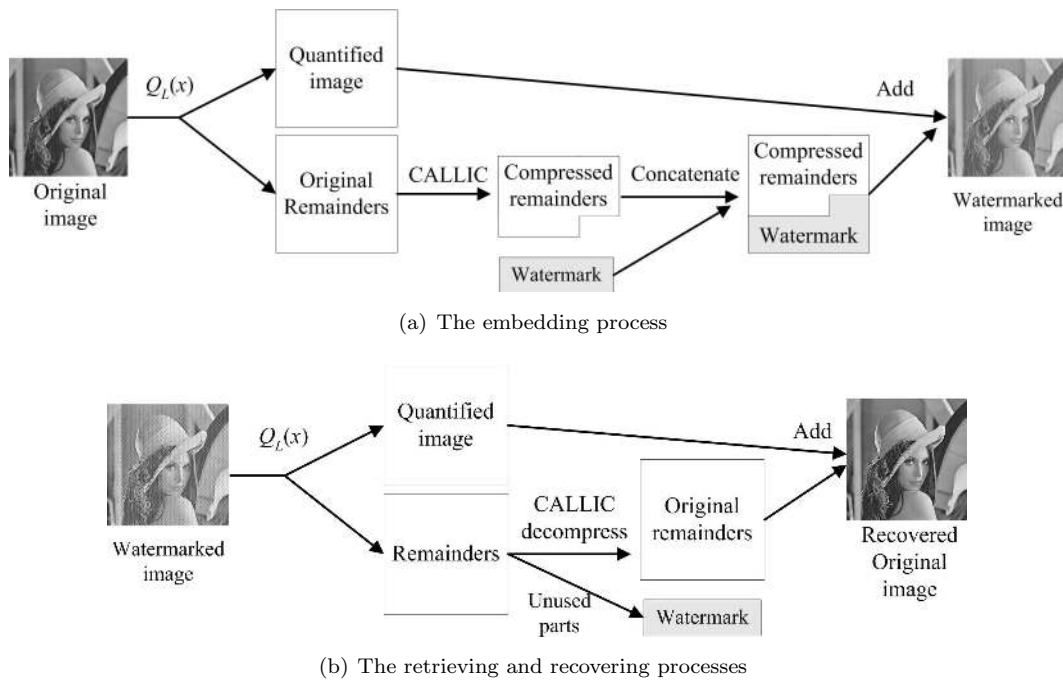 Original
image
Q_L(x)
Quantified
image
Original
Remainders
CALLIC
Compressed
remainders
Watermark
Concatenate
Compressed
remainders
Watermark
Add
Watermarked
image
(a) The embedding process
Watermarked
image
Q_L(x)
Quantified
image
Remainders
CALLIC
decompress
Unused
parts
Original
remainders
Watermark
Add
Recovered
Original
image
(b) The retrieving and recovering processes